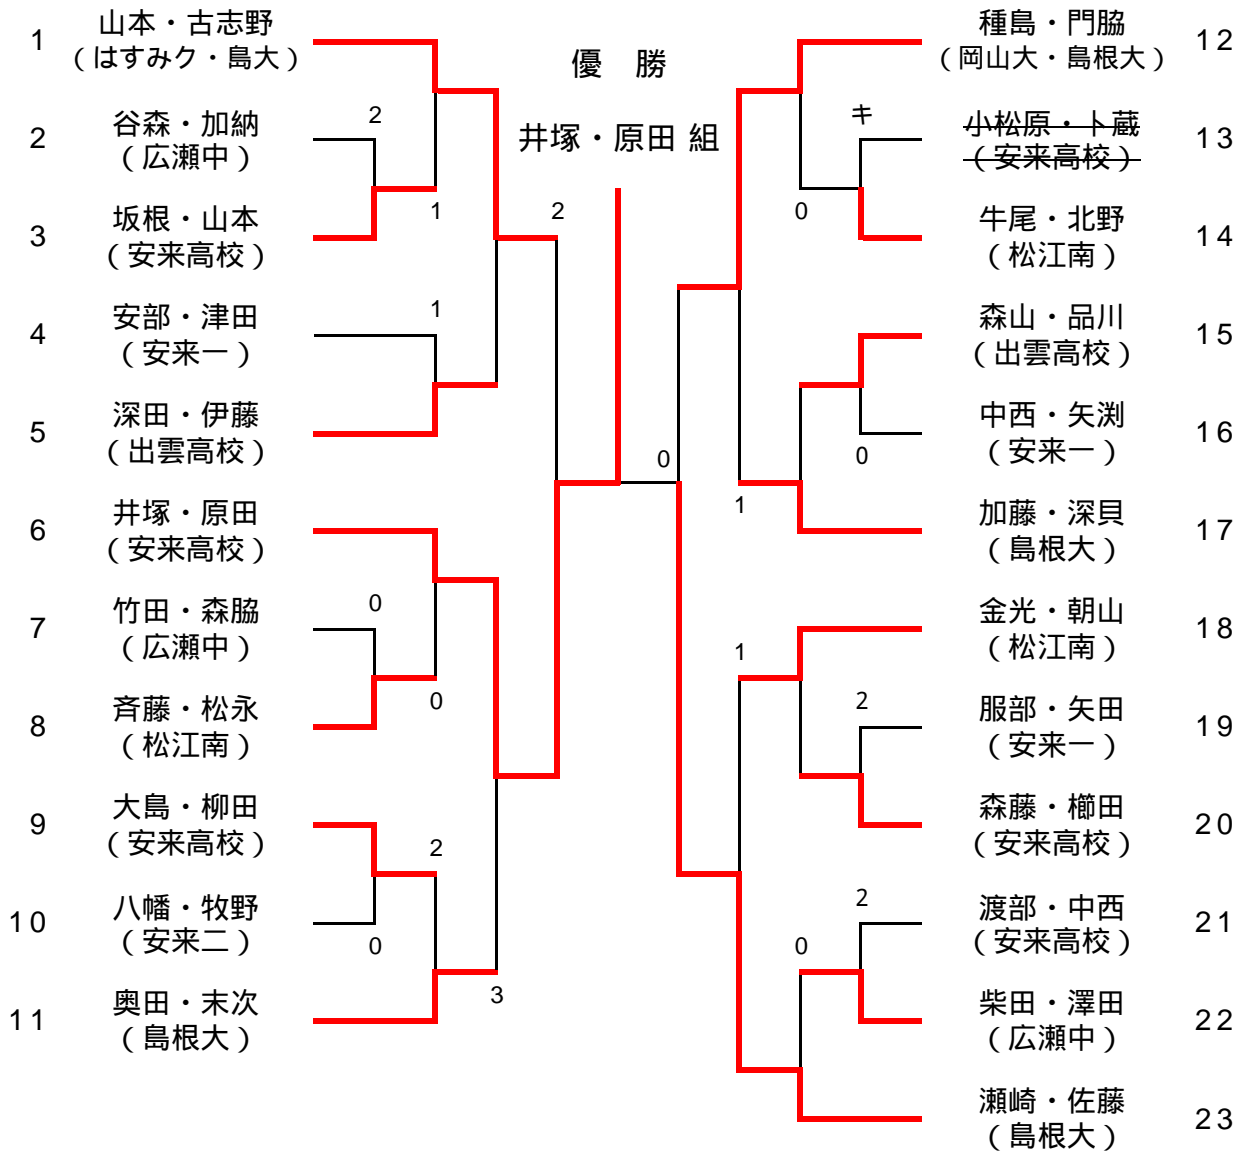 優　勝
井塚・原田 組
1
山本・古志野
（はすみク・島大）
2
谷森・加納
（広瀬中）
2
3
坂根・山本
（安来高校）
1
2
4
安部・津田
（安来一）
1
5
深田・伊藤
（出雲高校）
6
井塚・原田
（安来高校）
7
竹田・森脇
（広瀬中）
0
8
斉藤・松永
（松江南）
0
9
大島・柳田
（安来高校）
2
10
八幡・牧野
（安来二）
0
11
奥田・末次
（島根大）
3
0
種島・門脇
（岡山大・島根大）
12
キ
小松原・卜蔵
（安来高校）
13
0
牛尾・北野
（松江南）
14
森山・品川
（出雲高校）
15
中西・矢渕
（安来一）
16
0
1
加藤・深貝
（島根大）
17
金光・朝山
（松江南）
18
1
2
服部・矢田
（安来一）
19
森藤・櫛田
（安来高校）
20
2
渡部・中西
（安来高校）
21
0
柴田・澤田
（広瀬中）
22
瀬崎・佐藤
（島根大）
23